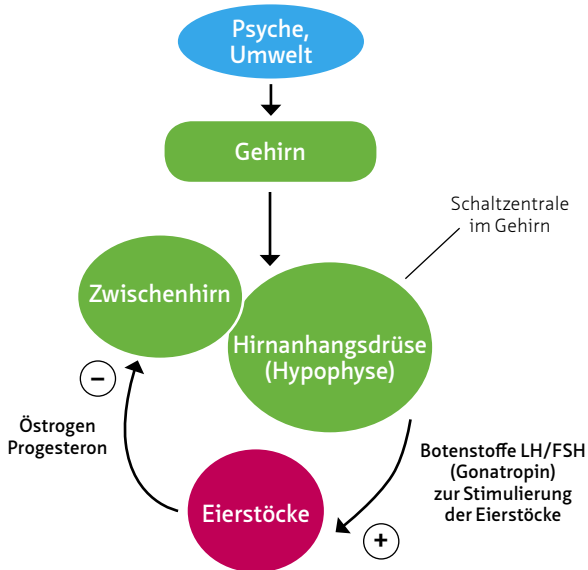 Psyche,
Umwelt
Gehirn
Schaltzentrale
im Gehirn
Zwischenhirn
Hirnanhangsdrüse
(Hypophyse)
−
Östrogen
Progesteron
Botenstoffe LH/FSH
(Gonatropin)
zur Stimulierung
der Eierstöcke
Eierstöcke
+